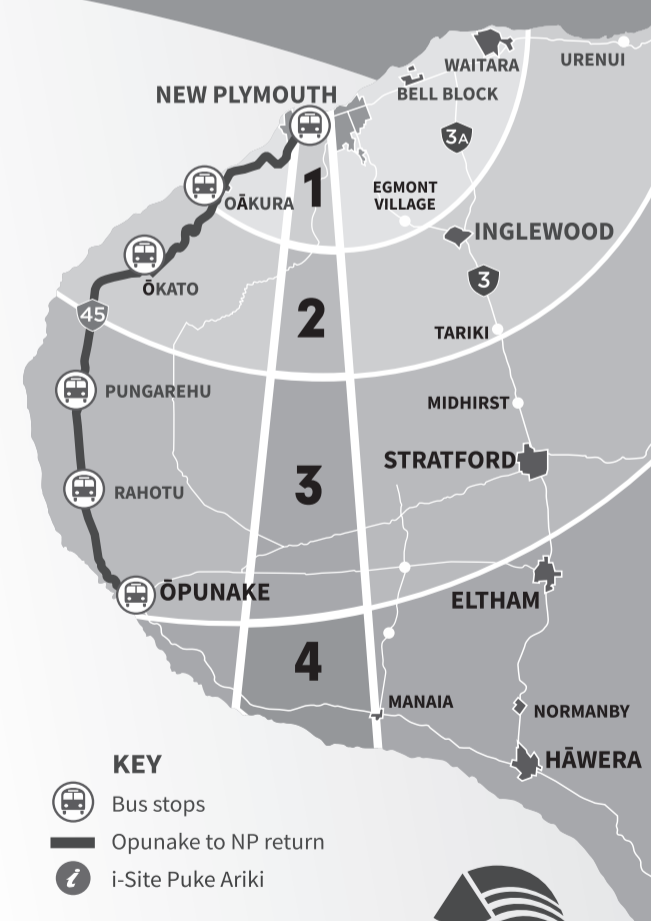 WAITARA
URENUI
NEW PLYMOUTH
BELL BLOCK
3A
1
EGMONT
VILLAGE
OĀKURA
INGLEWOOD
ŌKATO
3
2
45
TARIKI
PUNGAREHU
MIDHIRST
STRATFORD
3
RAHOTU
ŌPUNAKE
ELTHAM
4
MANAIA
NORMANBY
HĀWERA
KEY
Bus stops
Opunake to NP return
i
i-Site Puke Ariki